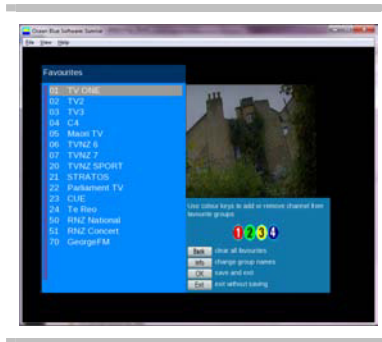 Ocean Blue Software Sunrise
File View Help
Favourites
01 TV ONE
02 TV2
03 TV3
04 C4
05 Maori TV
06 TVNZ 6
07 TVNZ 7
20 TVNZ SPORT
21 STRATOS
22 Parliament TV
23 CUE
24 Te Reo
50 RNZ National
51 RNZ Concert
70 GeorgeFM
Use colour keys to add or remove channel from
favourite groups
1 2 3 4
Back clear all favourites
Info change group names
OK save and exit
Exit exit without saving